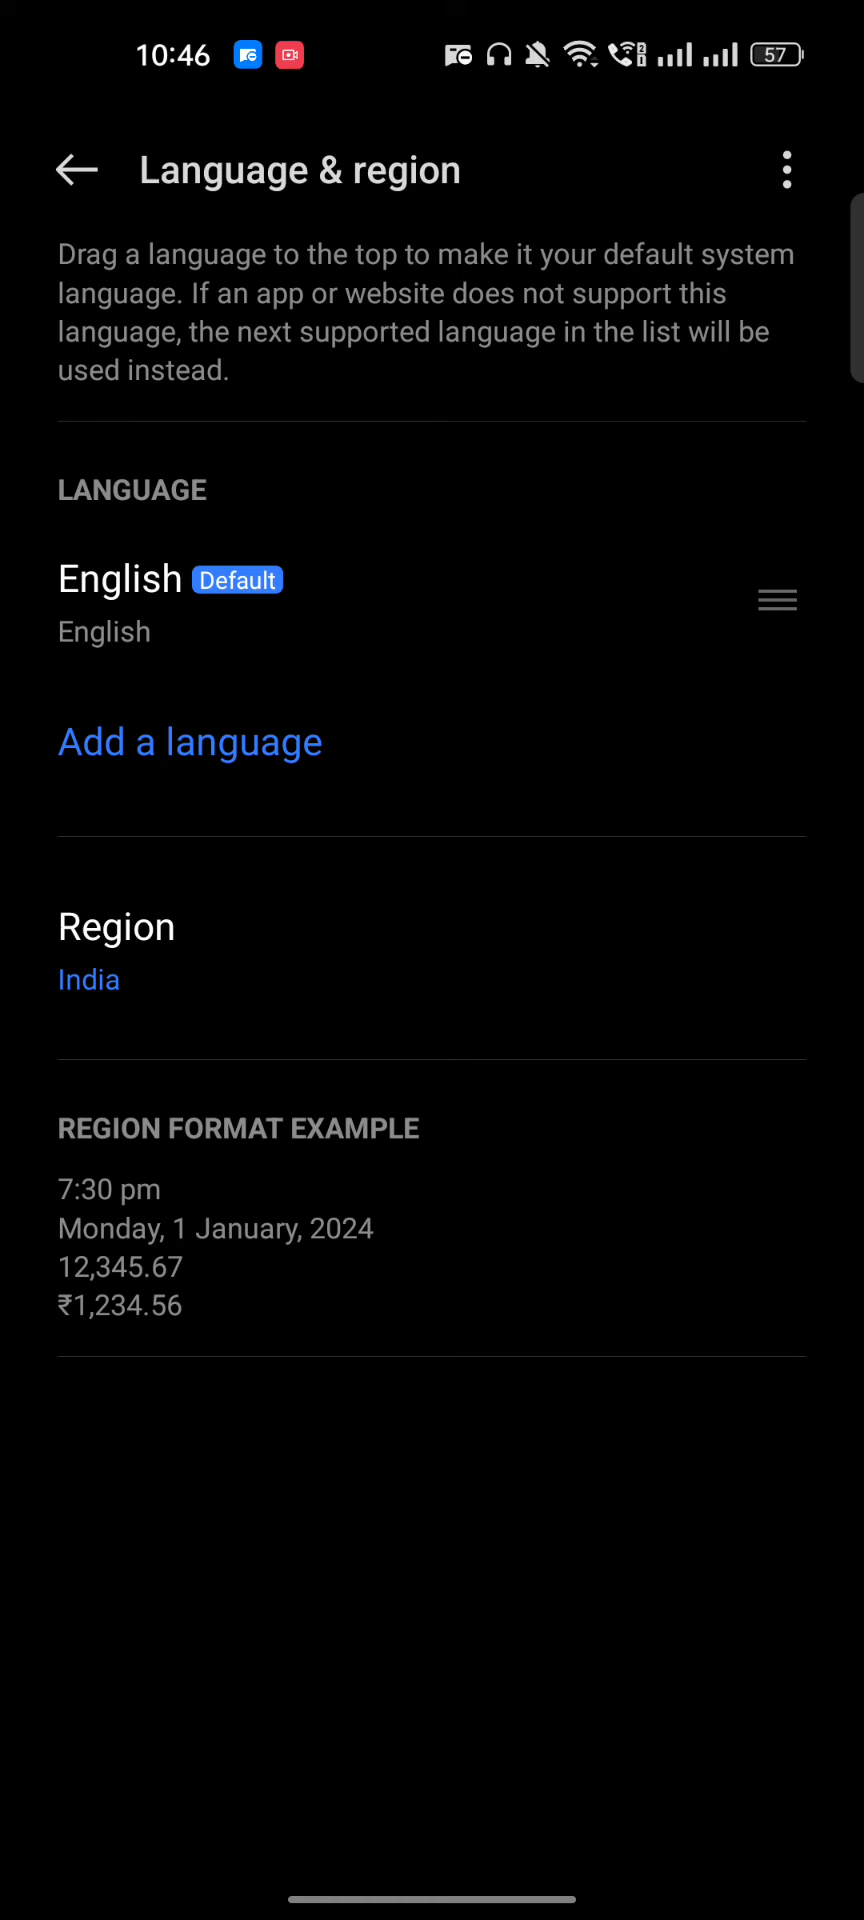 10:46
57
Language & region
Drag a language to the top to make it your default system
language. If an app or website does not support this
language, the next supported language in the list will be
used instead.
LANGUAGE
English Default
English
Add a language
Region
India
REGION FORMAT EXAMPLE
7:30 pm
Monday, 1 January, 2024
12,345.67
₹1,234.56